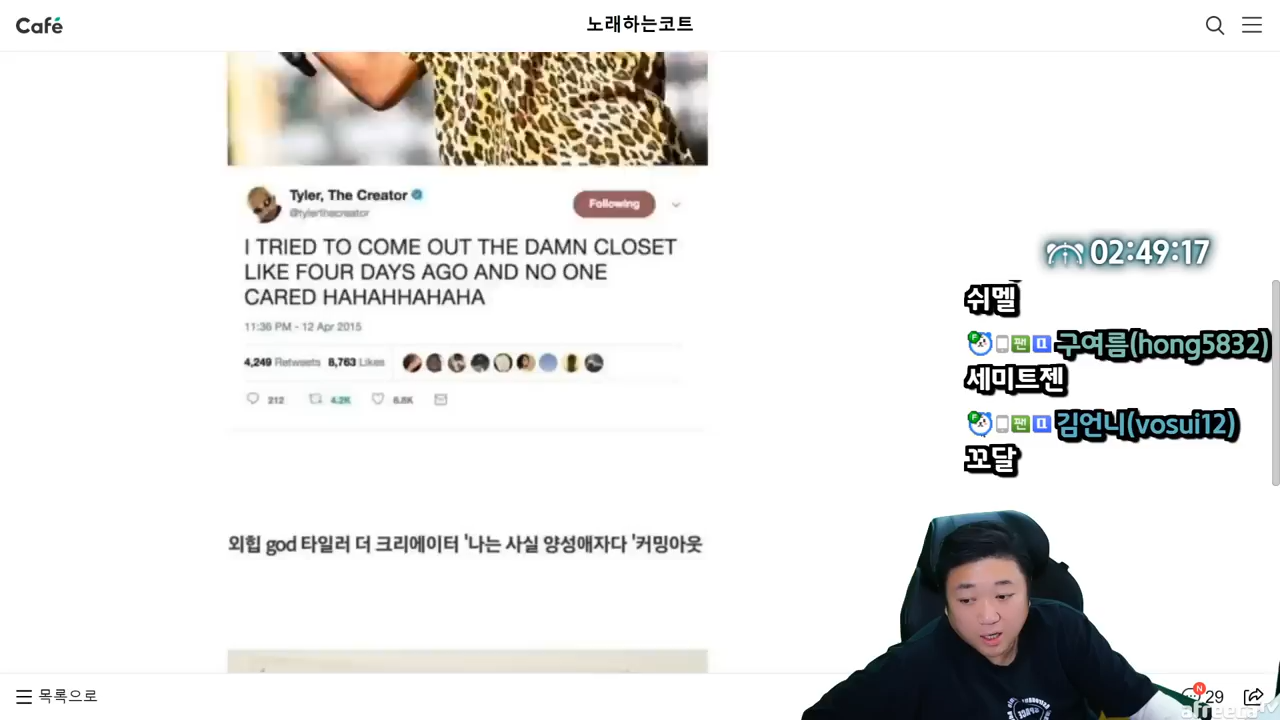 Café
노래하는코트
Tyler, The Creator
@tylerthecreator
Following
I TRIED TO COME OUT THE DAMN CLOSET
LIKE FOUR DAYS AGO AND NO ONE
CARED HAHAHHAHAHA
11:36 PM - 12 Apr 2015
4,249 Retweets 8,763 Likes
212 4.2K 8.8K
외힙 god 타일러 더 크리에이터 '나는 사실 양성애자다 '커밍아웃
02:49:17
쉬멜
F 팬 구여름(hong5832)
세미트젠
F 팬 김언니(vosui12)
꼬달
목록으로
N 29
afreecaTV